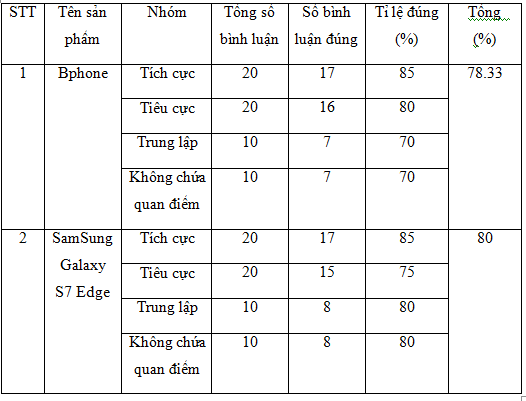 STT Tên sản phẩm Nhóm Tổng số bình luận Số bình luận đúng Tỉ lệ đúng (%) Tổng (%)
1 Bphone Tích cực 20 17 85 78.33
Tiêu cực 20 16 80
Trung lập 10 7 70
Không chứa quan điểm 10 7 70
2 SamSung Galaxy S7 Edge Tích cực 20 17 85 80
Tiêu cực 20 15 75
Trung lập 10 8 80
Không chứa quan điểm 10 8 80